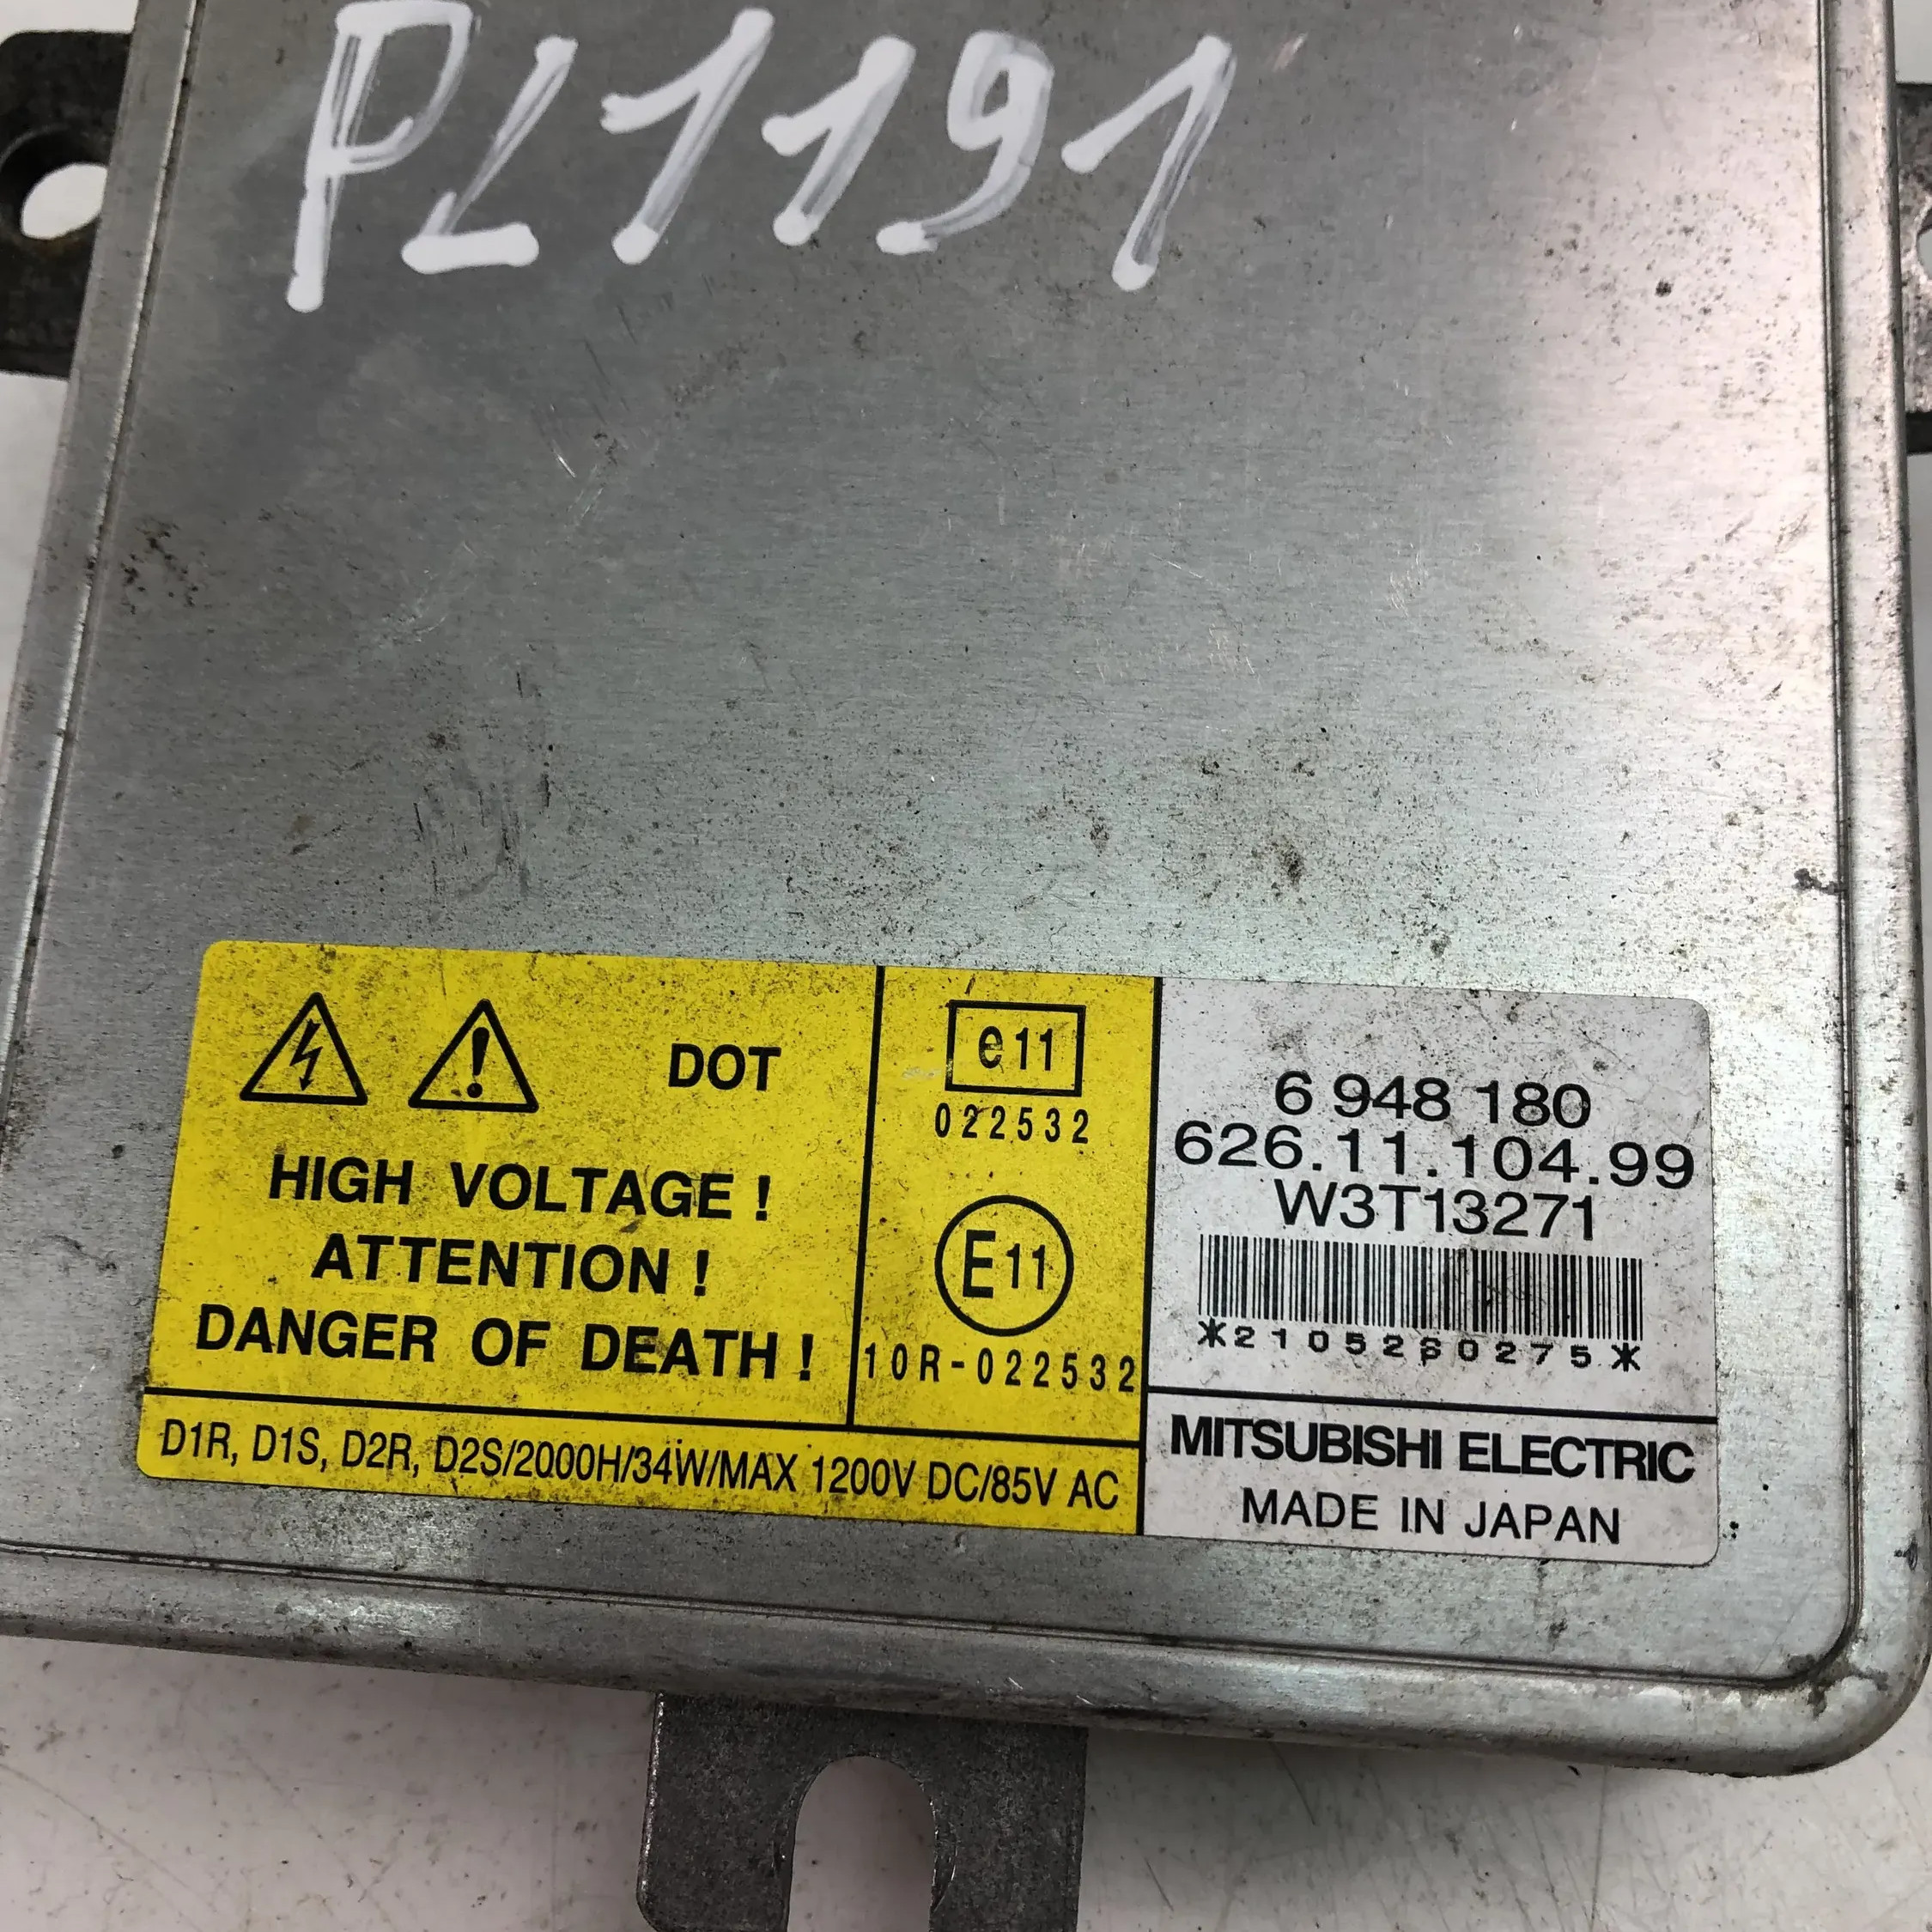 PL1191
DOT
HIGH VOLTAGE !
ATTENTION !
DANGER OF DEATH !
e11
022532
E11
10R-022532
D1R, D1S, D2R, D2S/2000H/34W/MAX 1200V DC/85V AC
6 948 180
626.11.104.99
W3T13271
MITSUBISHI ELECTRIC
MADE IN JAPAN